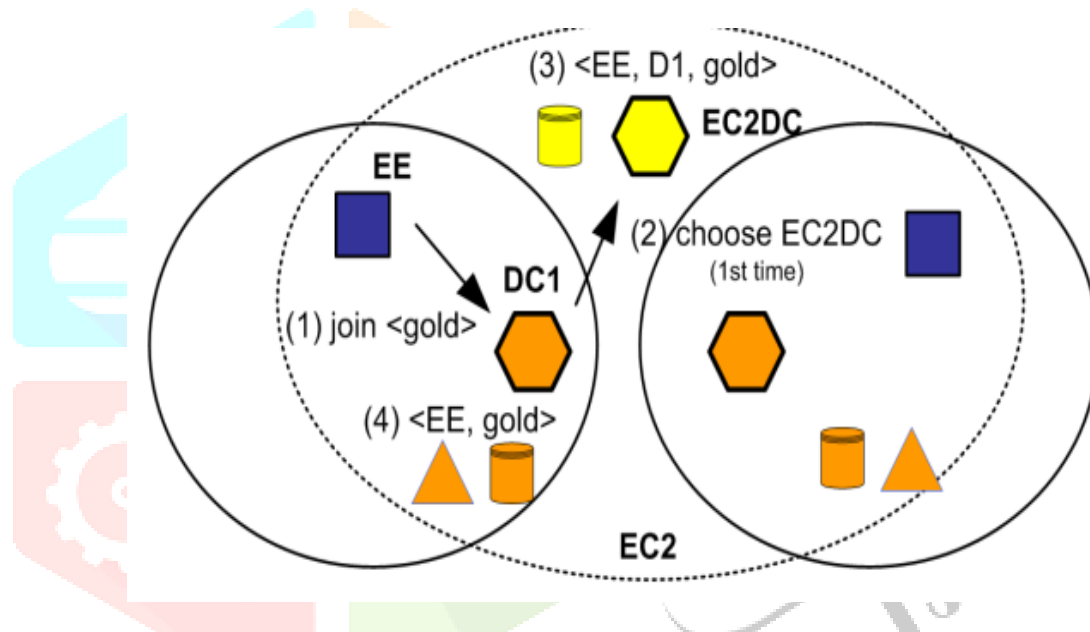 (3) <EE, D1, gold>
EC2DC
EE
(2) choose EC2DC
(1st time)
DC1
(1) join <gold>
(4) <EE, gold>
EC2